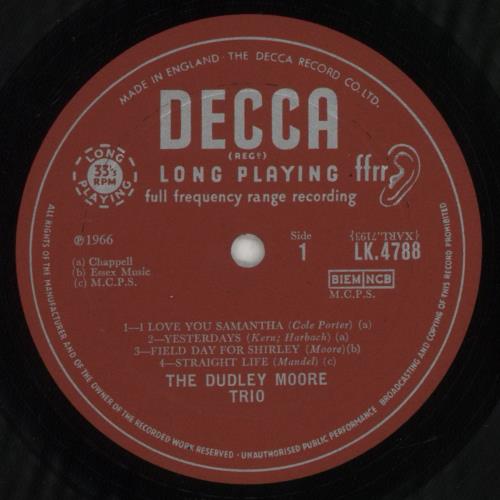 MADE IN ENGLAND · THE DECCA RECORD CO. LTD.
DECCA
(REGD)
LONG PLAYING ffrr
full frequency range recording
LONG
33⅓
RPM
PLAYING
℗ 1966
(a) Chappell
(b) Essex Music
(c) M.C.P.S.
Side
1
{XARL.7199}
LK.4788
BIEM NCB
M.C.P.S.
1—I LOVE YOU SAMANTHA (Cole Porter) (a)
2—YESTERDAYS (Kern; Harbach) (a)
3—FIELD DAY FOR SHIRLEY (Moore) (b)
4—STRAIGHT LIFE (Mandel) (c)
THE DUDLEY MOORE
TRIO
ALL RIGHTS OF THE MANUFACTURER AND OF THE OWNER OF THE RECORDED WORK RESERVED · UNAUTHORISED PUBLIC PERFORMANCE BROADCASTING AND COPYING OF THIS RECORD PROHIBITED